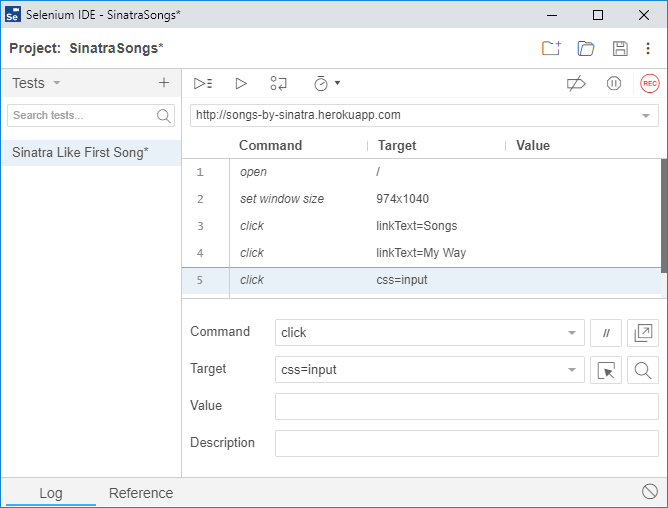 Se Selenium IDE - SinatraSongs*
Project: SinatraSongs*
Tests
REC
Search tests...
http://songs-by-sinatra.herokuapp.com
Sinatra Like First Song*
Command Target Value
1 open /
2 set window size 974x1040
3 click linkText=Songs
4 click linkText=My Way
5 click css=input
Command click //
Target css=input
Value
Description
Log Reference